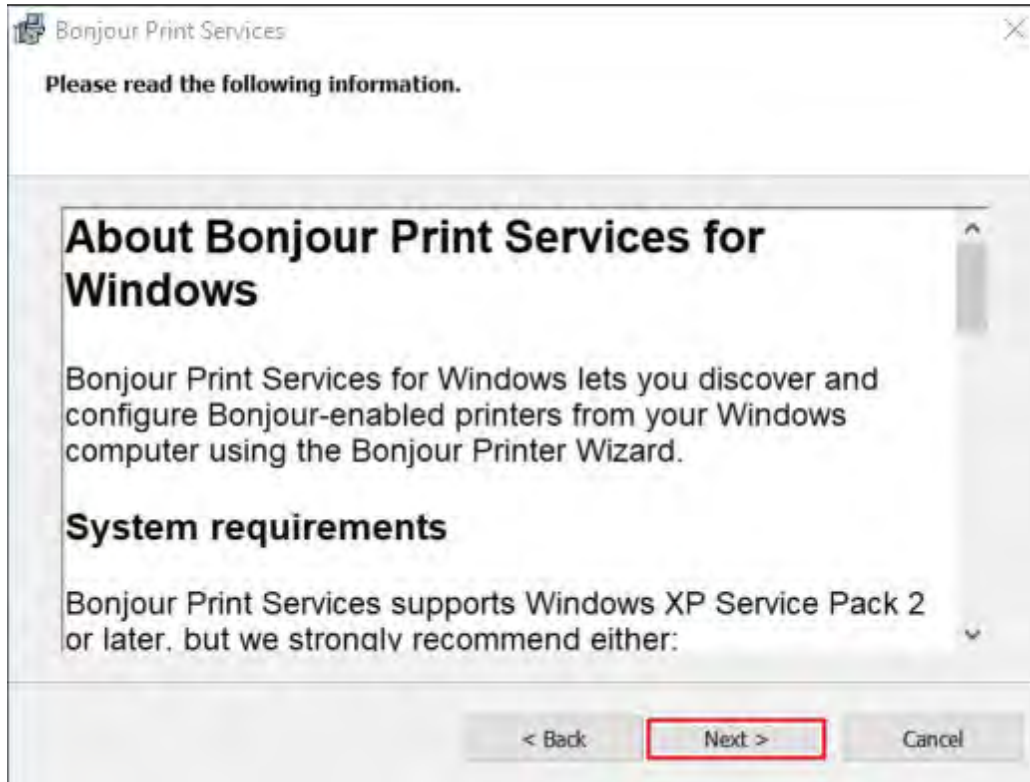 Bonjour Print Services
Please read the following information.
About Bonjour Print Services for
Windows
Bonjour Print Services for Windows lets you discover and
configure Bonjour-enabled printers from your Windows
computer using the Bonjour Printer Wizard.
System requirements
Bonjour Print Services supports Windows XP Service Pack 2
or later, but we strongly recommend either:
< Back Next > Cancel